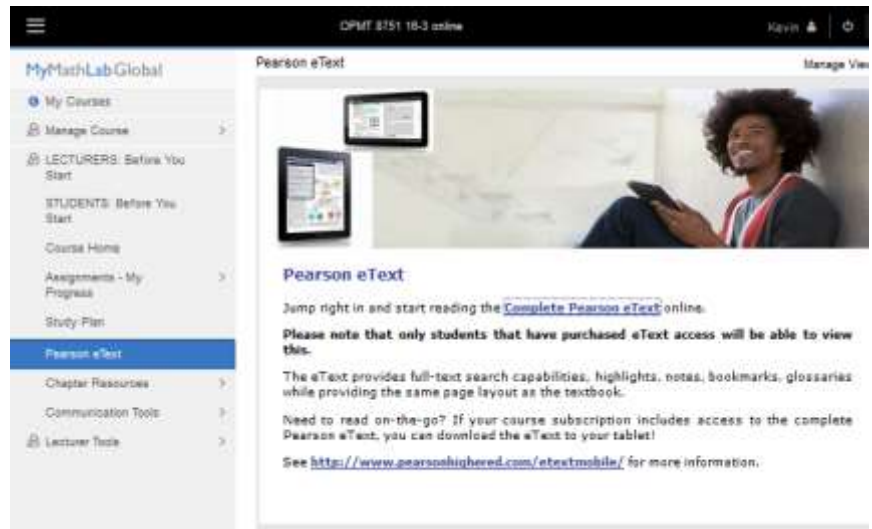 OPMT 8751 16-3 online
Kevin
MyMathLab Global
Pearson eText
Manage View
My Courses
Manage Course
LECTURERS: Before You
Start
STUDENTS: Before You
Start
Course Home
Assignments - My
Progress
Study Plan
Pearson eText
Chapter Resources
Communication Tools
Lecturer Tools
Pearson eText
Jump right in and start reading the Complete Pearson eText online.
Please note that only students that have purchased eText access will be able to view
this.
The eText provides full-text search capabilities, highlights, notes, bookmarks, glossaries
while providing the same page layout as the textbook.
Need to read on-the-go? If your course subscription includes access to the complete
Pearson eText, you can download the eText to your tablet!
See http://www.pearsonhighered.com/etextmobile/ for more information.